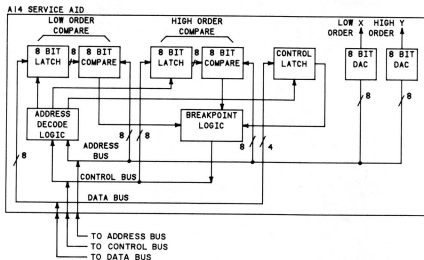 A14 SERVICE AID
LOW ORDER
COMPARE
HIGH ORDER
COMPARE
LOW X
ORDER
HIGH Y
ORDER
8 BIT
LATCH
8
8 BIT
COMPARE
8 BIT
LATCH
8
8 BIT
COMPARE
CONTROL
LATCH
8 BIT
DAC
8 BIT
DAC
ADDRESS
DECODE
LOGIC
BREAKPOINT
LOGIC
8
8
8
8
8
4
8
ADDRESS
BUS
CONTROL BUS
DATA BUS
TO ADDRESS BUS
TO CONTROL BUS
TO DATA BUS